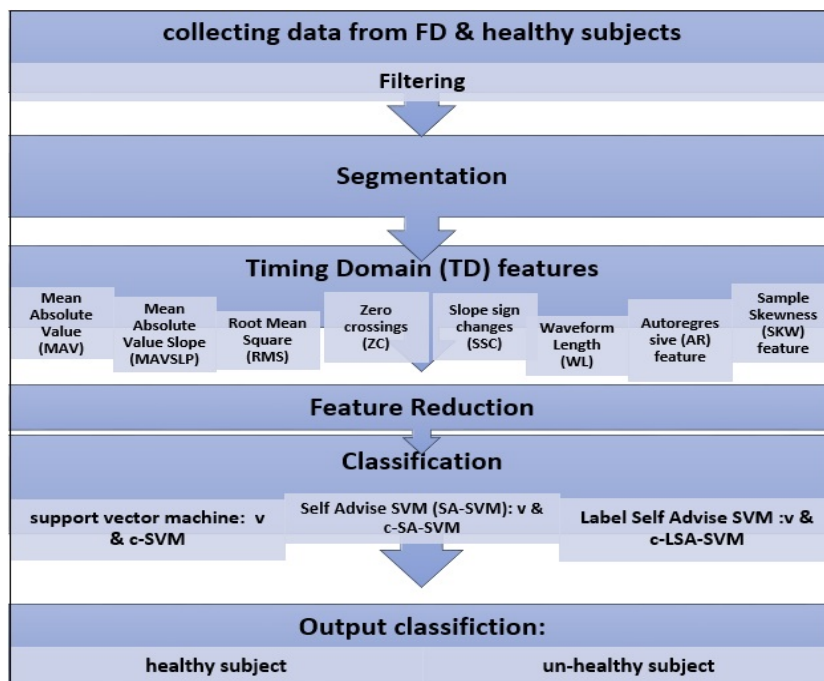 collecting data from FD & healthy subjects
Filtering
Segmentation
Timing Domain (TD) features
Mean
Absolute
Value
(MAV)
Mean
Absolute
Value Slope
(MAVSLP)
Root Mean
Square
(RMS)
Zero
crossings
(ZC)
Slope sign
changes
(SSC)
Waveform
Length
(WL)
Autoregres
sive (AR)
feature
Sample
Skewness
(SKW)
feature
Feature Reduction
Classification
support vector machine: v
& c-SVM
Self Advise SVM (SA-SVM): v &
c-SA-SVM
Label Self Advise SVM :v &
c-LSA-SVM
Output classifiction:
healthy subject
un-healthy subject